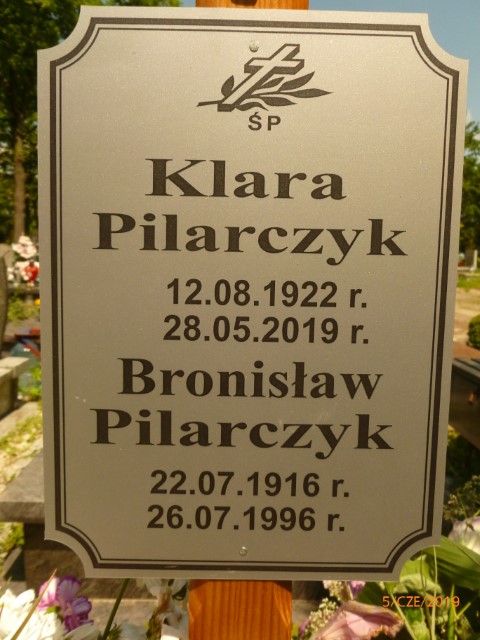 ŚP
Klara
Pilarczyk
12.08.1922 r.
28.05.2019 r.
Bronisław
Pilarczyk
22.07.1916 r.
26.07.1996 r.
5/CZE/2019